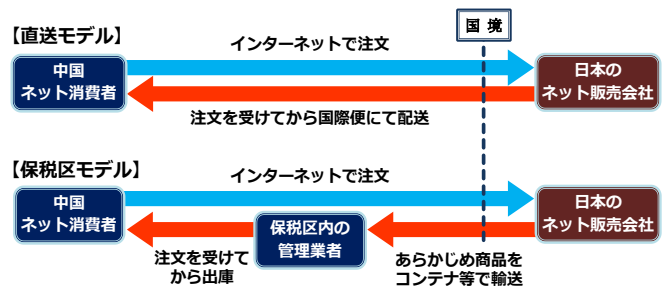 国 境
【直送モデル】
インターネットで注文
中国
ネット消費者
日本の
ネット販売会社
注文を受けてから国際便にて配送
【保税区モデル】
インターネットで注文
中国
ネット消費者
保税区内の
管理業者
日本の
ネット販売会社
注文を受けて
から出庫
あらかじめ商品を
コンテナ等で輸送